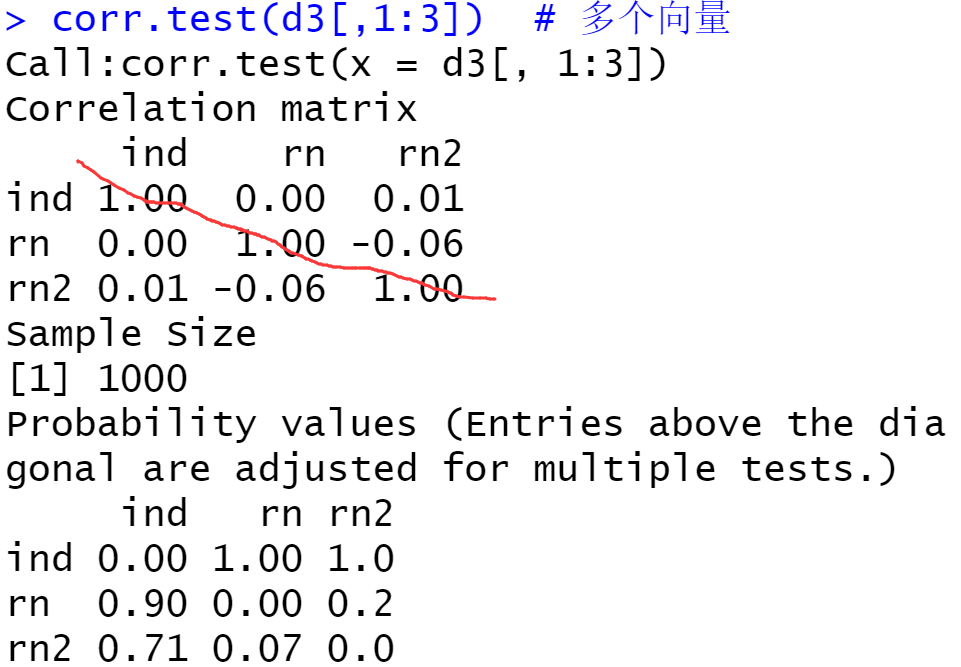 > corr.test(d3[,1:3])  # 多个向量
Call:corr.test(x = d3[, 1:3])
Correlation matrix
     ind    rn   rn2
ind 1.00  0.00  0.01
rn  0.00  1.00 -0.06
rn2 0.01 -0.06  1.00
Sample Size
[1] 1000
Probability values (Entries above the dia
gonal are adjusted for multiple tests.)
     ind   rn rn2
ind 0.00 1.00 1.0
rn  0.90 0.00 0.2
rn2 0.71 0.07 0.0